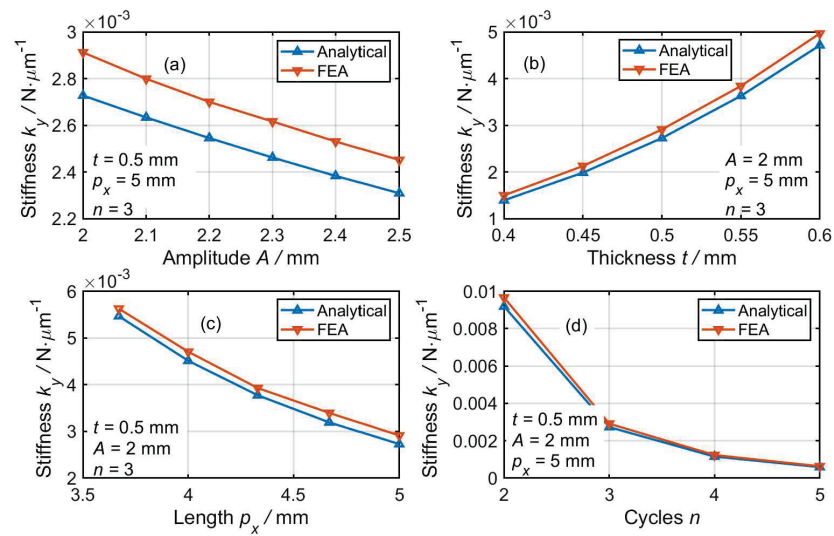 ×10⁻³
3
2.8
2.6
2.4
2.2
Stiffness k_y / N·μm⁻¹
(a)
Analytical
FEA
t = 0.5 mm
p_x = 5 mm
n = 3
2 2.1 2.2 2.3 2.4 2.5
Amplitude A / mm
×10⁻³
5
4
3
2
1
Stiffness k_y / N·μm⁻¹
(b)
Analytical
FEA
A = 2 mm
p_x = 5 mm
n = 3
0.4 0.45 0.5 0.55 0.6
Thickness t / mm
×10⁻³
6
5
4
3
2
Stiffness k_y / N·μm⁻¹
(c)
Analytical
FEA
t = 0.5 mm
A = 2 mm
n = 3
3.5 4 4.5 5
Length p_x / mm
0.01
0.008
0.006
0.004
0.002
0
Stiffness k_y / N·μm⁻¹
(d)
Analytical
FEA
t = 0.5 mm
A = 2 mm
p_x = 5 mm
2 3 4 5
Cycles n